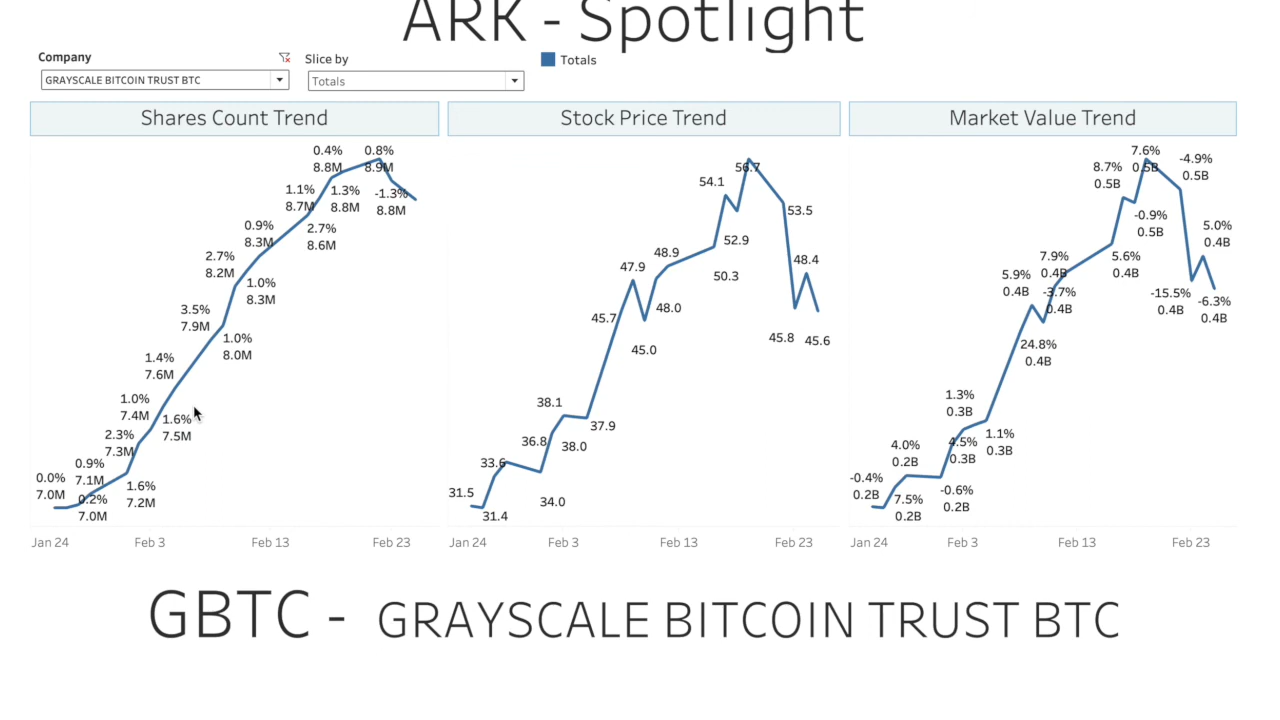 ARK - Spotlight
Company
Slice by
Totals
GRAYSCALE BITCOIN TRUST BTC
Totals
Shares Count Trend
Stock Price Trend
Market Value Trend
0.0%
7.0M
0.2%
7.0M
0.9%
7.1M
1.6%
7.2M
2.3%
7.3M
1.0%
7.4M
1.6%
7.5M
1.4%
7.6M
3.5%
7.9M
1.0%
8.0M
2.7%
8.2M
1.0%
8.3M
0.9%
8.3M
2.7%
8.6M
1.1%
8.7M
1.3%
8.8M
0.4%
8.8M
0.8%
8.9M
-1.3%
8.8M
31.5
31.4
33.6
34.0
36.8
38.1
38.0
37.9
45.7
47.9
45.0
48.0
48.9
50.3
54.1
52.9
56.7
53.5
45.8
48.4
45.6
-0.4%
0.2B
7.5%
0.2B
4.0%
0.2B
-0.6%
0.2B
4.5%
0.3B
1.3%
0.3B
1.1%
0.3B
24.8%
0.4B
5.9%
0.4B
-3.7%
0.4B
7.9%
0.4B
5.6%
0.4B
8.7%
0.5B
-0.9%
0.5B
7.6%
0.5B
-4.9%
0.5B
-15.5%
0.4B
5.0%
0.4B
-6.3%
0.4B
Jan 24
Feb 3
Feb 13
Feb 23
Jan 24
Feb 3
Feb 13
Feb 23
Jan 24
Feb 3
Feb 13
Feb 23
GBTC - GRAYSCALE BITCOIN TRUST BTC